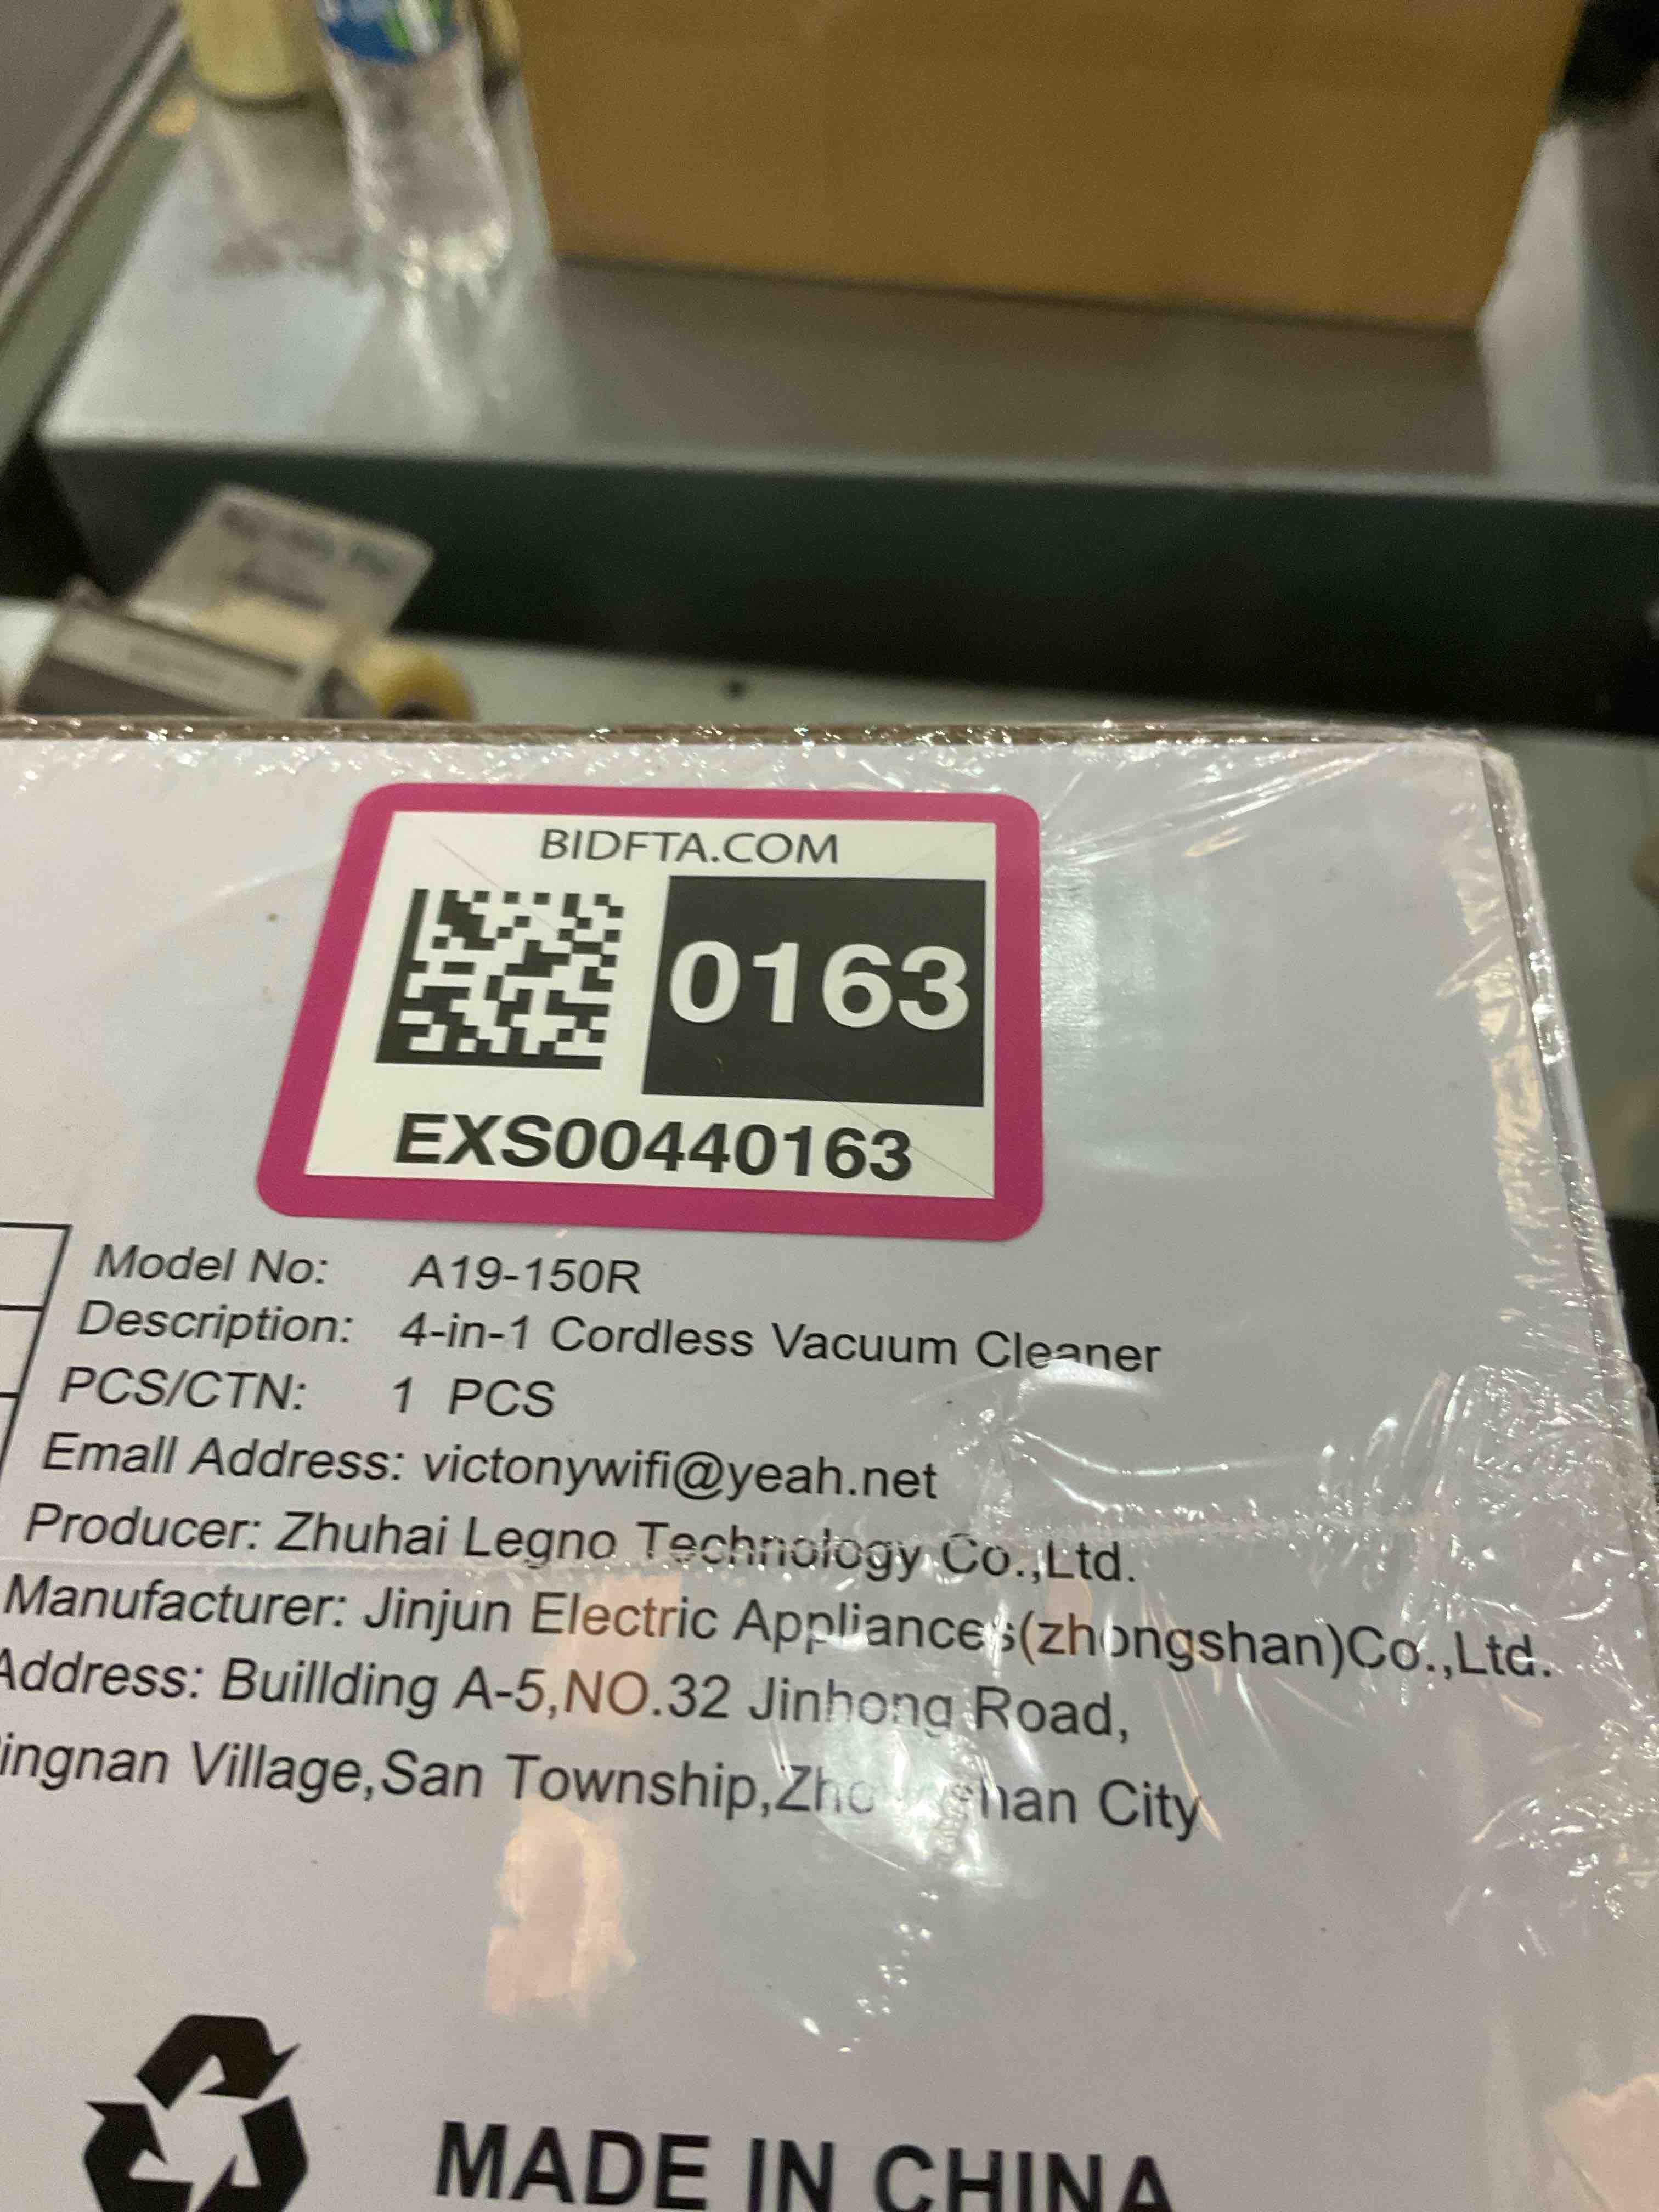 BIDFTA.COM
0163
EXS00440163
Model No: A19-150R
Description: 4-in-1 Cordless Vacuum Cleaner
PCS/CTN: 1 PCS
Emall Address: victonywifi@yeah.net
Producer: Zhuhai Legno Technology Co.,Ltd.
Manufacturer: Jinjun Electric Appliances(zhongshan)Co.,Ltd.
Address: Buillding A-5,NO.32 Jinhong Road,
Village,San Township, City
MADE IN CHINA